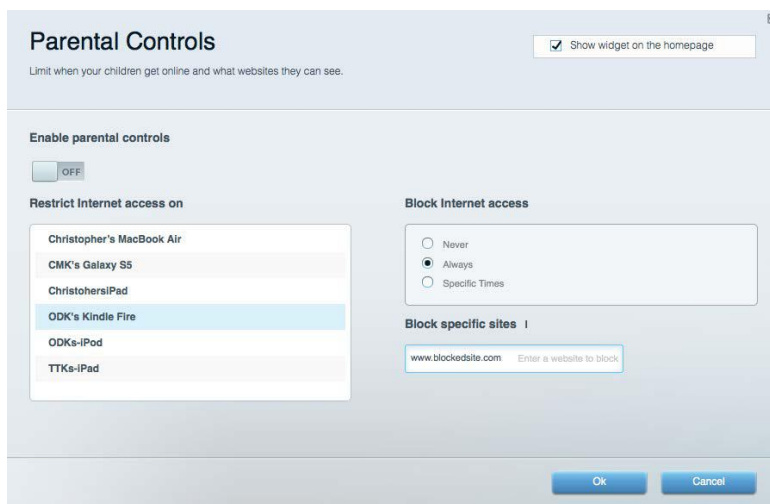 Parental Controls
Show widget on the homepage
Limit when your children get online and what websites they can see.
Enable parental controls
OFF
Restrict Internet access on
Christopher's MacBook Air
CMK's Galaxy S5
ChristohersiPad
ODK's Kindle Fire
ODKs-iPod
TTKs-iPad
Block Internet access
Never
Always
Specific Times
Block specific sites |
www.blockedsite.com Enter a website to block
Ok
Cancel